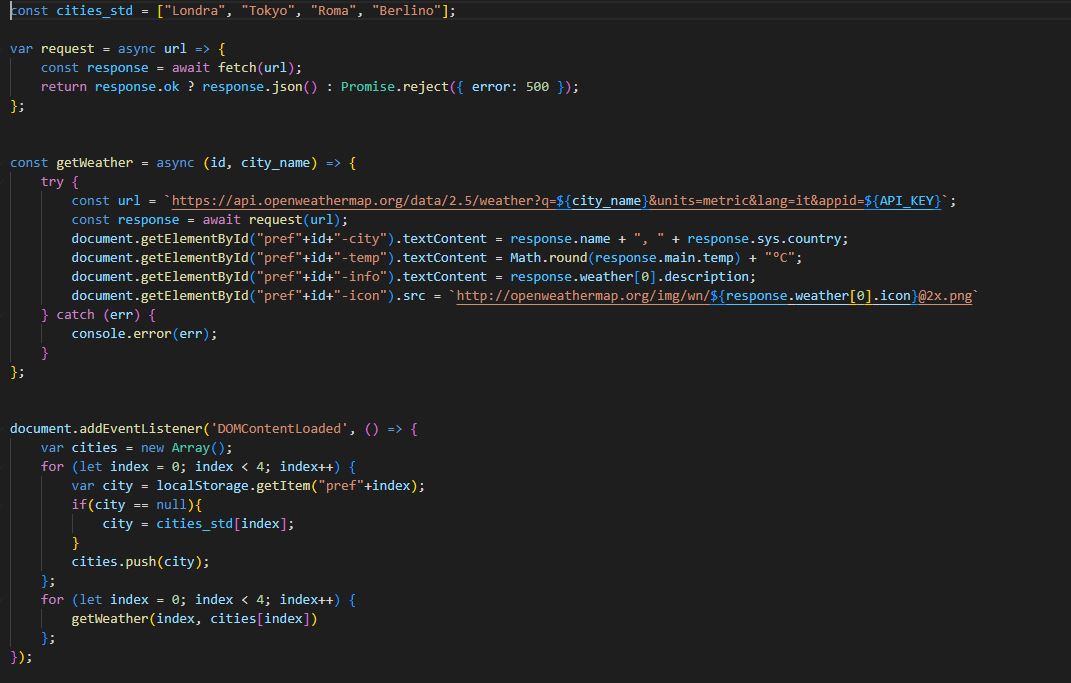 const cities_std = ["Londra", "Tokyo", "Roma", "Berlino"];
var request = async url => {
    const response = await fetch(url);
    return response.ok ? response.json() : Promise.reject({ error: 500 });
};
const getWeather = async (id, city_name) => {
    try {
        const url = `https://api.openweathermap.org/data/2.5/weather?q=${city_name}&units=metric&lang=it&appid=${API_KEY}`;
        const response = await request(url);
        document.getElementById("pref"+id+"-city").textContent = response.name + ", " + response.sys.country;
        document.getElementById("pref"+id+"-temp").textContent = Math.round(response.main.temp) + "°C";
        document.getElementById("pref"+id+"-info").textContent = response.weather[0].description;
        document.getElementById("pref"+id+"-icon").src = `http://openweathermap.org/img/wn/${response.weather[0].icon}@2x.png`
    } catch (err) {
        console.error(err);
    }
};
document.addEventListener('DOMContentLoaded', () => {
    var cities = new Array();
    for (let index = 0; index < 4; index++) {
        var city = localStorage.getItem("pref"+index);
        if(city == null){
            city = cities_std[index];
        }
        cities.push(city);
    };
    for (let index = 0; index < 4; index++) {
        getWeather(index, cities[index])
    };
});